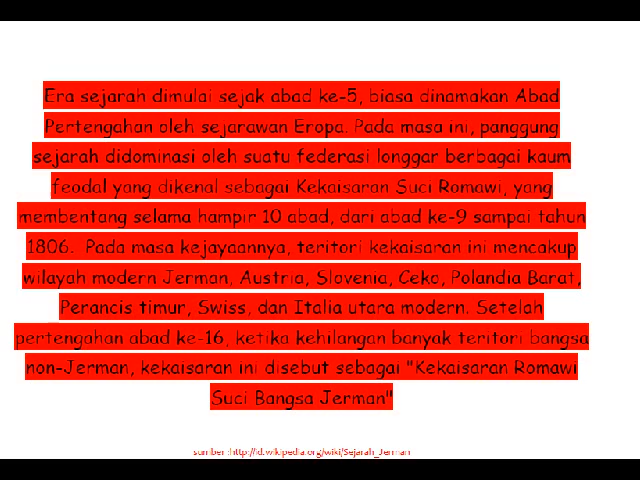 Era sejarah dimulai sejak abad ke-5, biasa dinamakan Abad
Pertengahan oleh sejarawan Eropa. Pada masa ini, panggung
sejarah didominasi oleh suatu federasi longgar berbagai kaum
feodal yang dikenal sebagai Kekaisaran Suci Romawi, yang
membentang selama hampir 10 abad, dari abad ke-9 sampai tahun
1806. Pada masa kejayaannya, teritori kekaisaran ini mencakup
wilayah modern Jerman, Austria, Slovenia, Ceko, Polandia Barat,
Perancis timur, Swiss, dan Italia utara modern. Setelah
pertengahan abad ke-16, ketika kehilangan banyak teritori bangsa
non-Jerman, kekaisaran ini disebut sebagai "Kekaisaran Romawi
Suci Bangsa Jerman"
sumber :http://id.wikipedia.org/wiki/Sejarah_Jerman